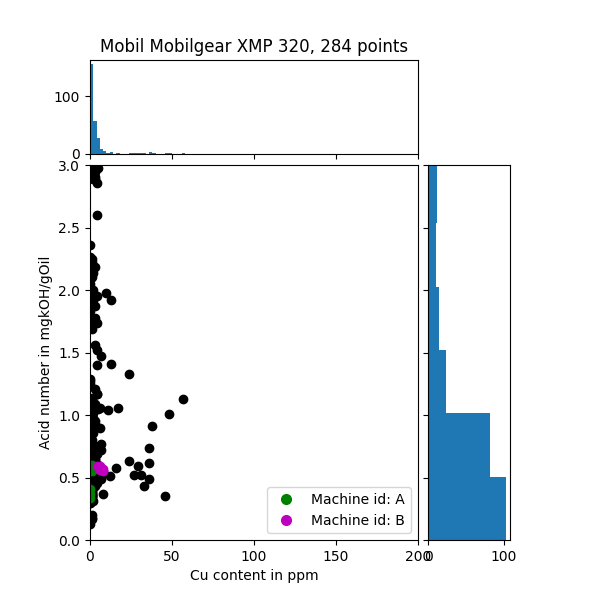 Mobil Mobilgear XMP 320, 284 points
100
0
3.0
2.5
2.0
1.5
1.0
0.5
0.0
Acid number in mgkOH/gOil
Machine id: A
Machine id: B
0 50 100 150 200
0 100
Cu content in ppm